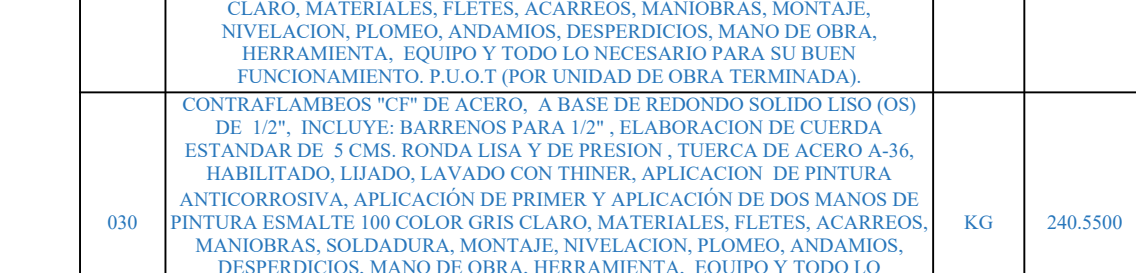 CLARO, MATERIALES, FLETES, ACARREOS, MANIOBRAS, MONTAJE,
NIVELACION, PLOMEO, ANDAMIOS, DESPERDICIOS, MANO DE OBRA,
HERRAMIENTA, EQUIPO Y TODO LO NECESARIO PARA SU BUEN
FUNCIONAMIENTO. P.U.O.T (POR UNIDAD DE OBRA TERMINADA).
CONTRAFLAMBEOS "CF" DE ACERO, A BASE DE REDONDO SOLIDO LISO (OS)
DE 1/2", INCLUYE: BARRENOS PARA 1/2" , ELABORACION DE CUERDA
ESTANDAR DE 5 CMS. RONDA LISA Y DE PRESION , TUERCA DE ACERO A-36,
HABILITADO, LIJADO, LAVADO CON THINER, APLICACION DE PINTURA
ANTICORROSIVA, APLICACIÓN DE PRIMER Y APLICACIÓN DE DOS MANOS DE
030 PINTURA ESMALTE 100 COLOR GRIS CLARO, MATERIALES, FLETES, ACARREOS, KG 240.5500
MANIOBRAS, SOLDADURA, MONTAJE, NIVELACION, PLOMEO, ANDAMIOS,
DESPERDICIOS, MANO DE OBRA, HERRAMIENTA, EQUIPO Y TODO LO